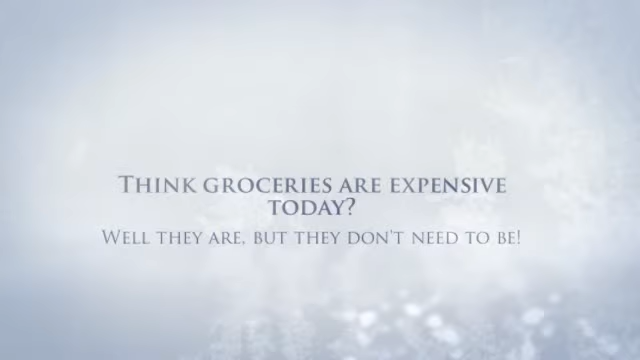 Think groceries are expensive
today?
Well they are, but they don't need to be!